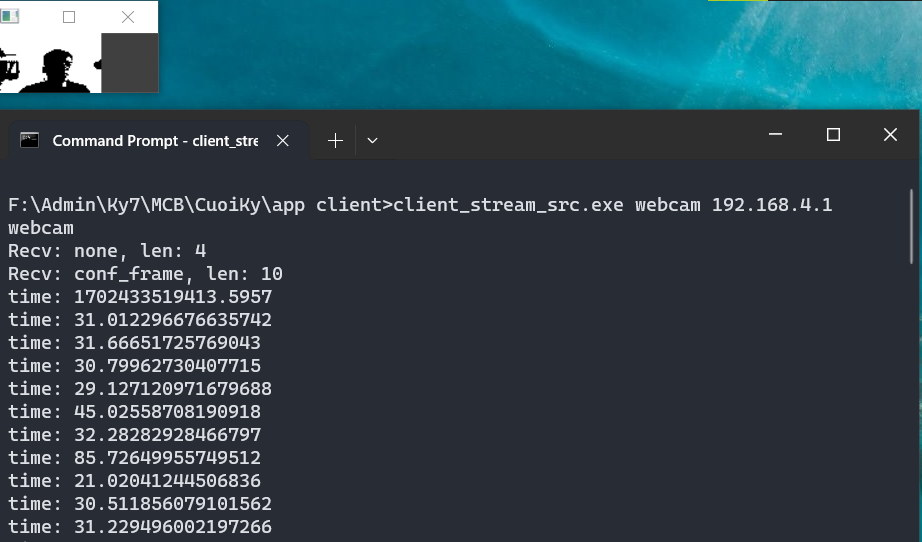 Command Prompt - client_stre
F:\Admin\Ky7\MCB\CuoiKy\app client>client_stream_src.exe webcam 192.168.4.1
webcam
Recv: none, len: 4
Recv: conf_frame, len: 10
time: 1702433519413.5957
time: 31.012296676635742
time: 31.66651725769043
time: 30.79962730407715
time: 29.127120971679688
time: 45.02558708190918
time: 32.28282928466797
time: 85.72649955749512
time: 21.02041244506836
time: 30.511856079101562
time: 31.229496002197266